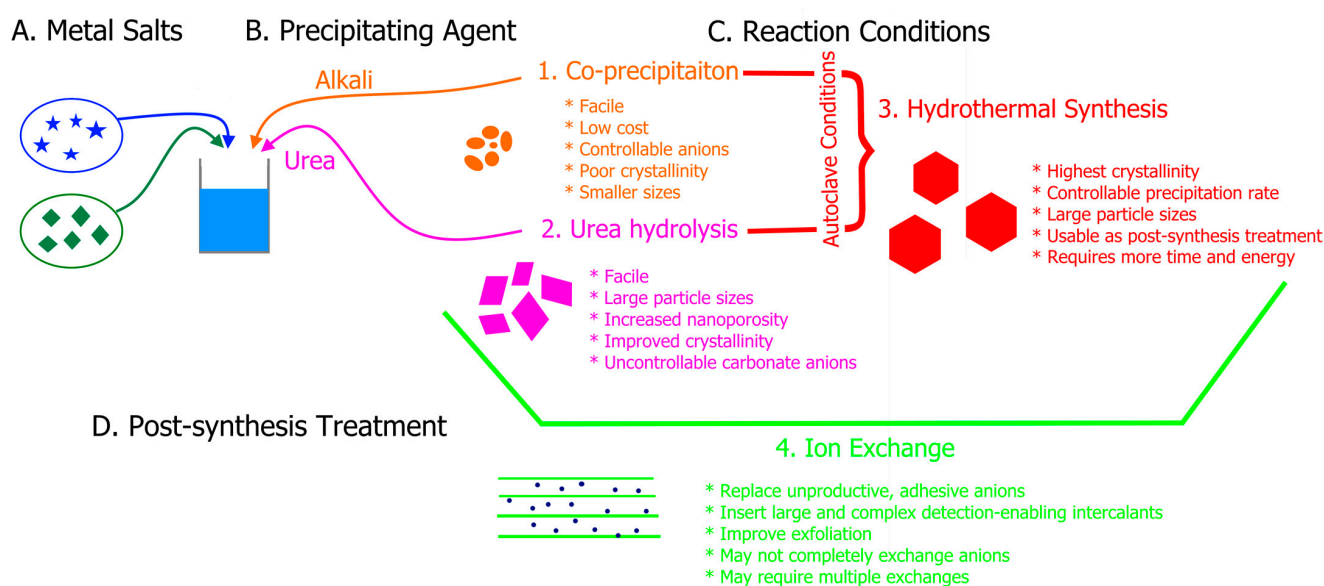 A. Metal Salts
B. Precipitating Agent
C. Reaction Conditions
Alkali
Urea
1. Co-precipitaiton
* Facile
* Low cost
* Controllable anions
* Poor crystallinity
* Smaller sizes
2. Urea hydrolysis
* Facile
* Large particle sizes
* Increased nanoporosity
* Improved crystallinity
* Uncontrollable carbonate anions
Autoclave Conditions
3. Hydrothermal Synthesis
* Highest crystallinity
* Controllable precipitation rate
* Large particle sizes
* Usable as post-synthesis treatment
* Requires more time and energy
D. Post-synthesis Treatment
4. Ion Exchange
* Replace unproductive, adhesive anions
* Insert large and complex detection-enabling intercalants
* Improve exfoliation
* May not completely exchange anions
* May require multiple exchanges